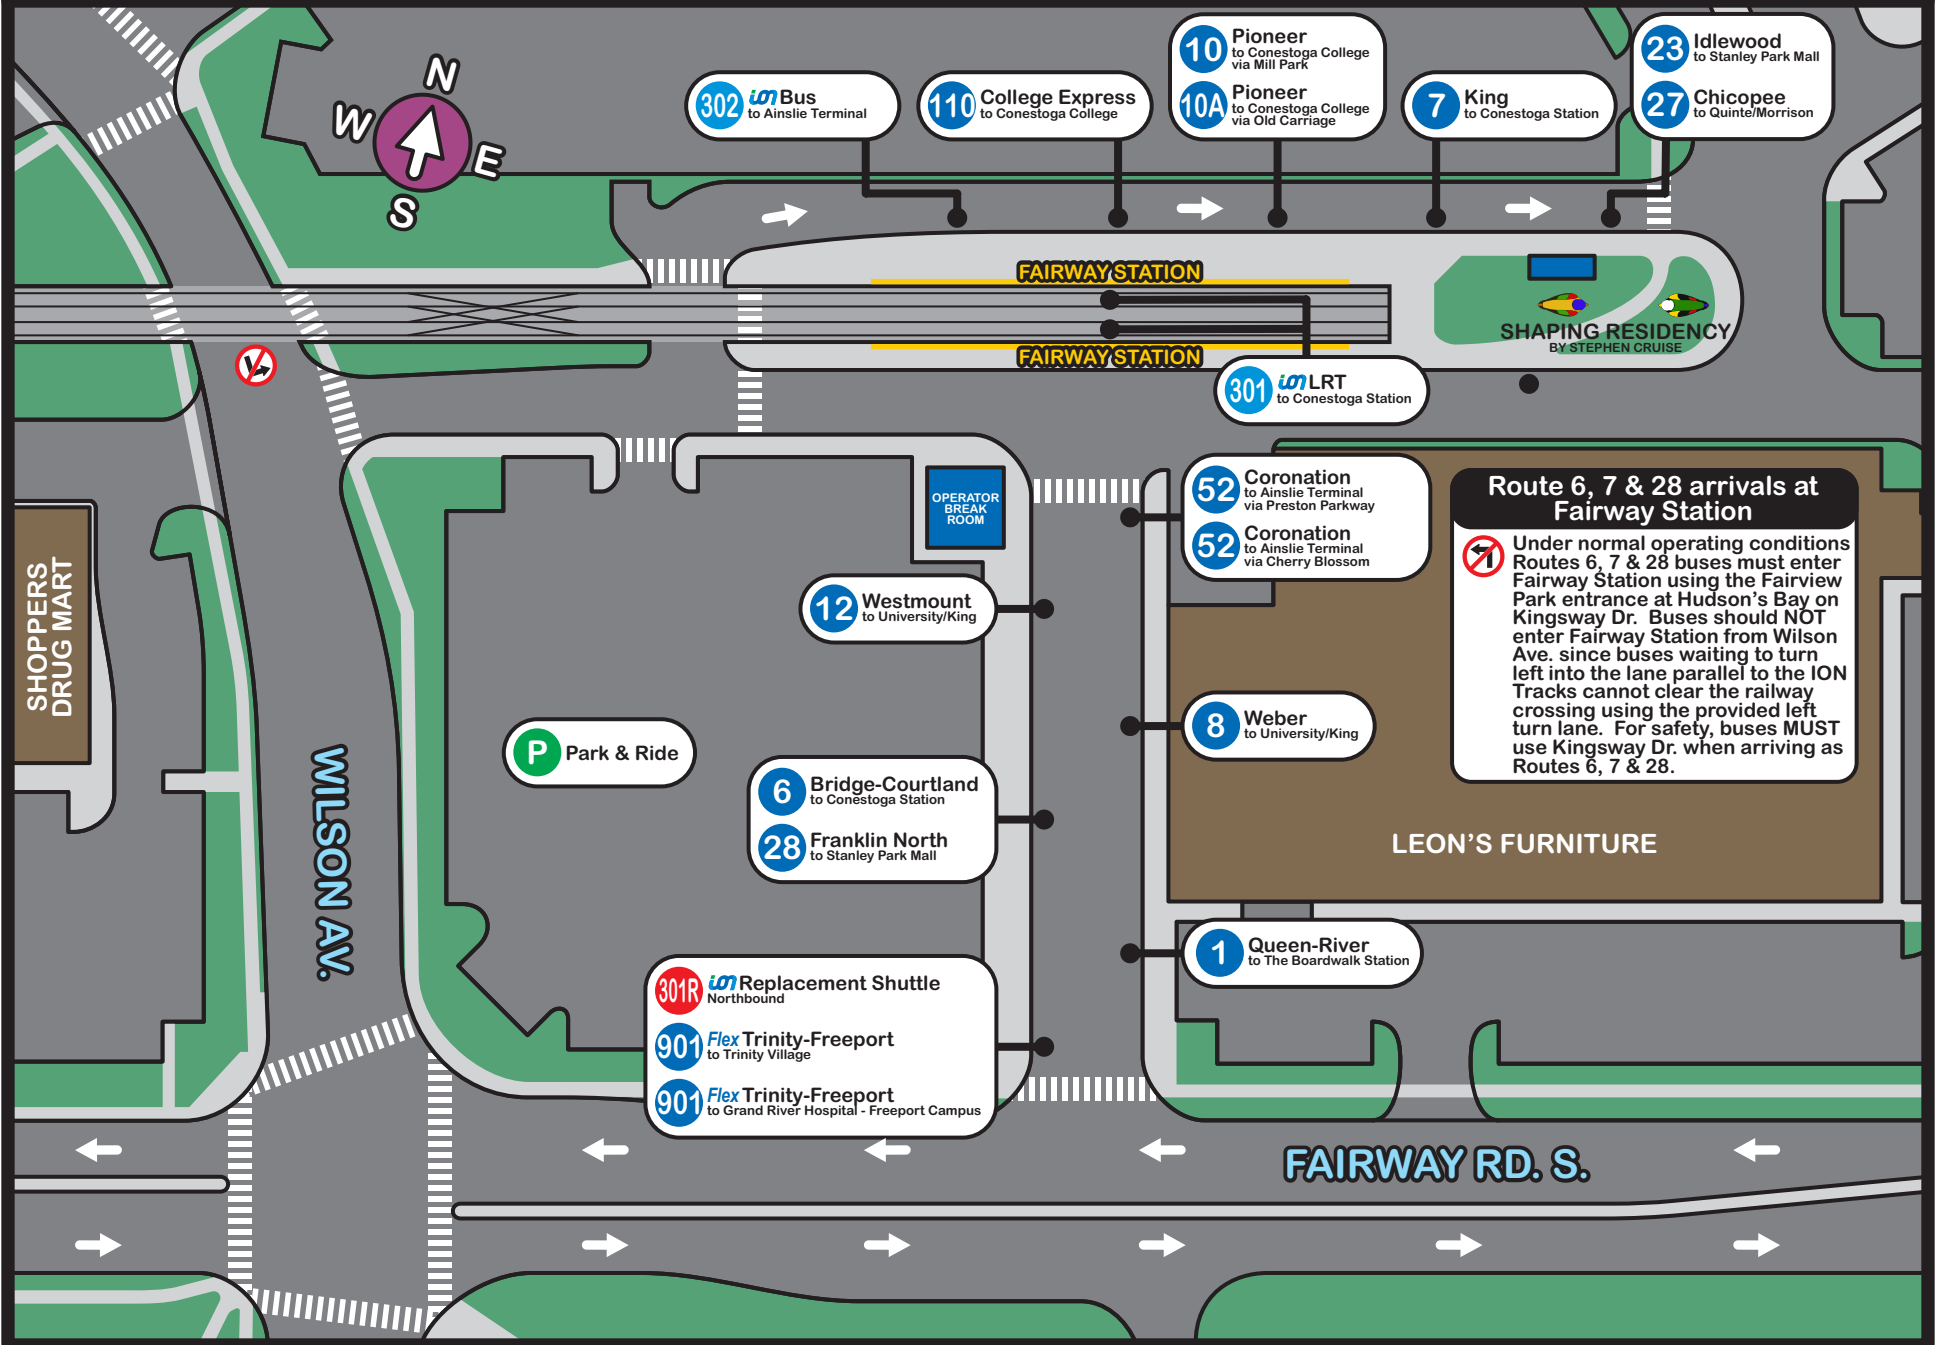 N
W
E
S
302 ion Bus
to Ainslie Terminal
110 College Express
to Conestoga College
10 Pioneer
to Conestoga College
via Mill Park
10A Pioneer
to Conestoga College
via Old Carriage
7 King
to Conestoga Station
23 Idlewood
to Stanley Park Mall
27 Chicopee
to Quinte/Morrison
FAIRWAY STATION
FAIRWAY STATION
SHAPING RESIDENCY
BY STEPHEN CRUISE
301 ion LRT
to Conestoga Station
OPERATOR
BREAK
ROOM
52 Coronation
to Ainslie Terminal
via Preston Parkway
52 Coronation
to Ainslie Terminal
via Cherry Blossom
Route 6, 7 & 28 arrivals at
Fairway Station
Under normal operating conditions
Routes 6, 7 & 28 buses must enter
Fairway Station using the Fairview
Park entrance at Hudson's Bay on
Kingsway Dr. Buses should NOT
enter Fairway Station from Wilson
Ave. since buses waiting to turn
left into the lane parallel to the ION
Tracks cannot clear the railway
crossing using the provided left
turn lane. For safety, buses MUST
use Kingsway Dr. when arriving as
Routes 6, 7 & 28.
SHOPPERS
DRUG MART
12 Westmount
to University/King
8 Weber
to University/King
P Park & Ride
WILSON AV.
6 Bridge-Courtland
to Conestoga Station
28 Franklin North
to Stanley Park Mall
LEON'S FURNITURE
1 Queen-River
to The Boardwalk Station
301R ion Replacement Shuttle
Northbound
901 Flex Trinity-Freeport
to Trinity Village
901 Flex Trinity-Freeport
to Grand River Hospital - Freeport Campus
FAIRWAY RD. S.